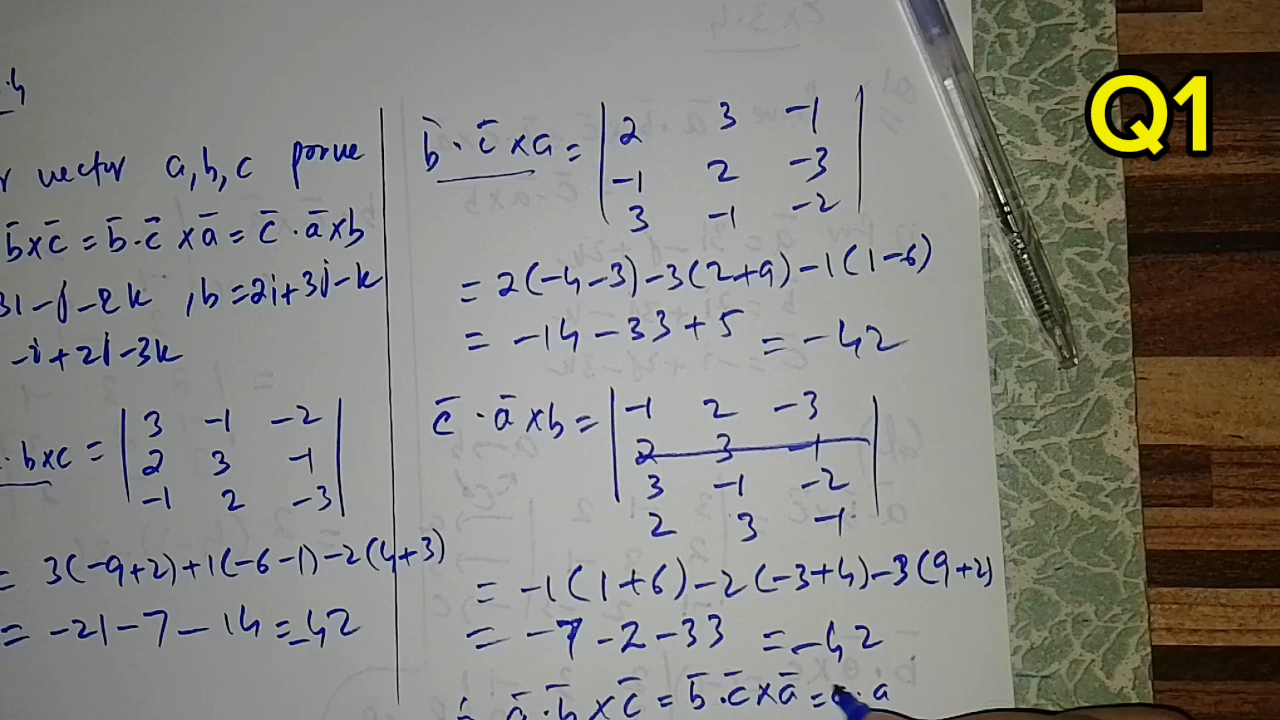 .4
r vector a,b,c porve
b̄×c̄ = b̄·c̄ ×ā = c̄·ā×b
3i-j-2k ,b=2i+3j-k
-i+2j-3k
. b×c = | 3 -1 -2 |
2 3 -1
-1 2 -3
= 3(-9+2)+1(-6-1)-2(4+3)
= -21-7-14=-42
b̄·c̄×a = | 2 3 -1 |
-1 2 -3
3 -1 -2
= 2(-4-3)-3(2+9)-1(1-6)
= -14-33+5 = -42
c̄·ā×b = | -1 2 -3 |
2 3 -1
3 -1 -2
2 3 -1
= -1(1+6)-2(-3+4)-3(9+2)
= -7-2-33 = -42
ā·b̄×c̄ = b̄·c̄×ā = ·a
Q1